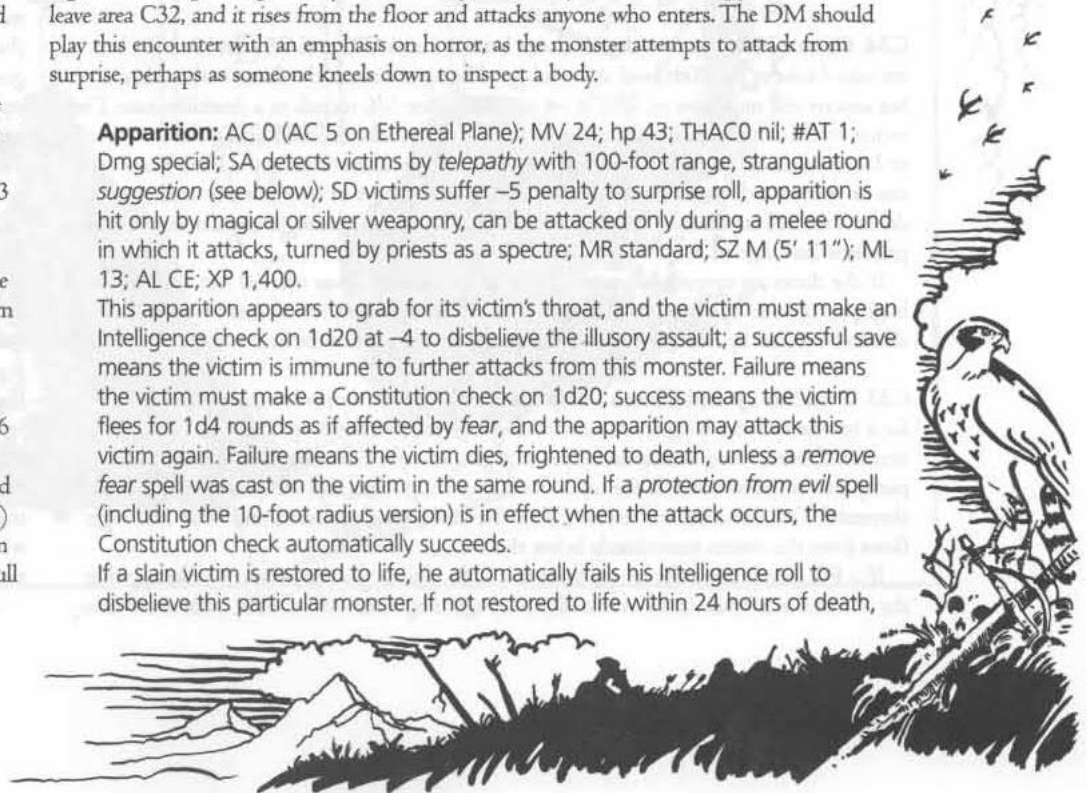 leave area C32, and it rises from the floor and attacks anyone who enters. The DM should
play this encounter with an emphasis on horror, as the monster attempts to attack from
surprise, perhaps as someone kneels down to inspect a body.
Apparition: AC 0 (AC 5 on Ethereal Plane); MV 24; hp 43; THAC0 nil; #AT 1;
Dmg special; SA detects victims by telepathy with 100-foot range, strangulation
suggestion (see below); SD victims suffer –5 penalty to surprise roll, apparition is
hit only by magical or silver weaponry, can be attacked only during a melee round
in which it attacks, turned by priests as a spectre; MR standard; SZ M (5' 11"); ML
13; AL CE; XP 1,400.
This apparition appears to grab for its victim's throat, and the victim must make an
Intelligence check on 1d20 at –4 to disbelieve the illusory assault; a successful save
means the victim is immune to further attacks from this monster. Failure means
the victim must make a Constitution check on 1d20; success means the victim
flees for 1d4 rounds as if affected by fear, and the apparition may attack this
victim again. Failure means the victim dies, frightened to death, unless a remove
fear spell was cast on the victim in the same round. If a protection from evil spell
(including the 10-foot radius version) is in effect when the attack occurs, the
Constitution check automatically succeeds.
If a slain victim is restored to life, he automatically fails his Intelligence roll to
disbelieve this particular monster. If not restored to life within 24 hours of death,